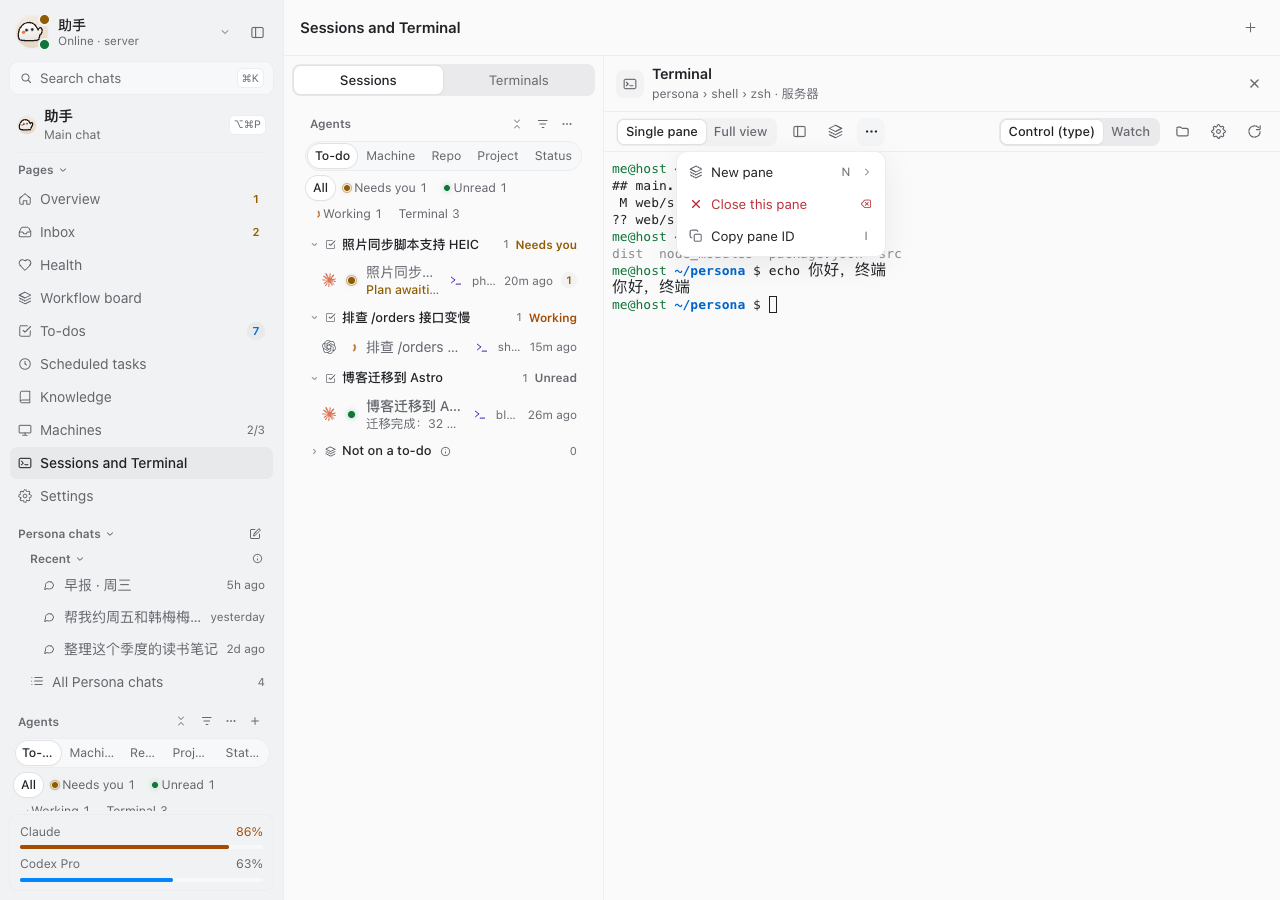 助手
Online · server
Search chats ⌘K
助手
Main chat
⌥⌘P
Pages
Overview 1
Inbox 2
Health
Workflow board
To-dos 7
Scheduled tasks
Knowledge
Machines 2/3
Sessions and Terminal
Settings
Persona chats
Recent
早报 · 周三 5h ago
帮我约周五和韩梅梅... yesterday
整理这个季度的读书笔记 2d ago
All Persona chats 4
Agents
To-... Machi... Re... Proj... Stat...
All Needs you 1 Unread 1
Working 1 Terminal 3
Claude 86%
Codex Pro 63%
Sessions and Terminal
Sessions Terminals
Agents
To-do Machine Repo Project Status
All Needs you 1 Unread 1
Working 1 Terminal 3
照片同步脚本支持 HEIC 1 Needs you
照片同步... ph... 20m ago 1
Plan awaiti...
排查 /orders 接口变慢 1 Working
排查 /orders ... sh... 15m ago
博客迁移到 Astro 1 Unread
博客迁移到 A... bl... 26m ago
迁移完成：32 ...
Not on a to-do 0
Terminal
persona › shell › zsh · 服务器
Single pane Full view
Control (type) Watch
New pane N
Close this pane
Copy pane ID I
me@host
## main.
M web/s
?? web/s
me@host
dist node_modules package.json src
me@host ~/persona $ echo 你好，终端
你好，终端
me@host ~/persona $